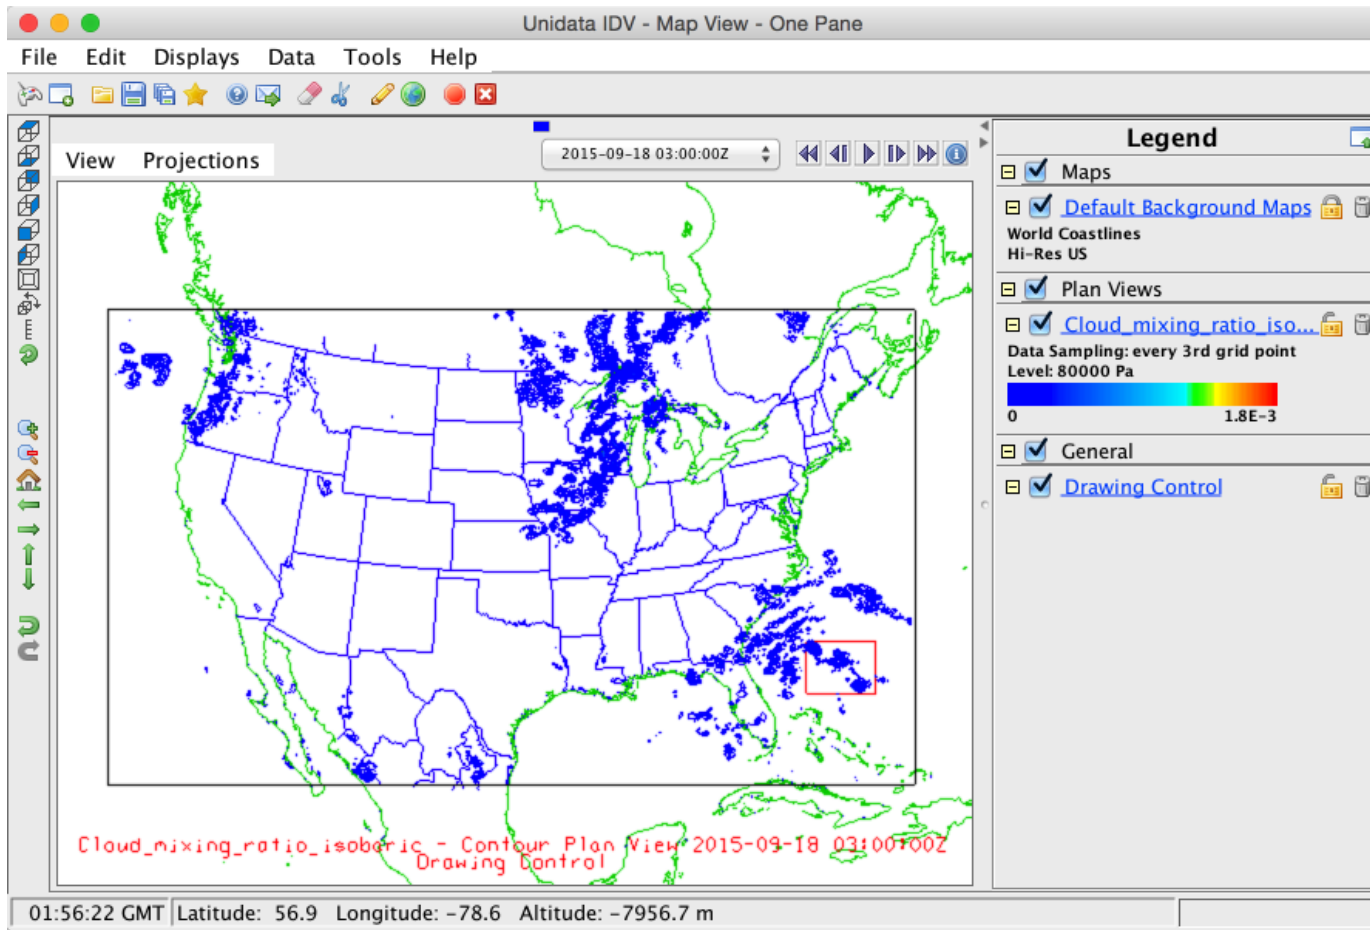 Unidata IDV - Map View - One Pane
File Edit Displays Data Tools Help
View Projections
2015-09-18 03:00:00Z
Legend
Maps
Default Background Maps
World Coastlines
Hi-Res US
Plan Views
Cloud_mixing_ratio_iso...
Data Sampling: every 3rd grid point
Level: 80000 Pa
0 1.8E-3
General
Drawing Control
Cloud_mixing_ratio_isobaric - Contour Plan View 2015-09-18 03:00:00Z
Drawing Control
01:56:22 GMT Latitude: 56.9 Longitude: -78.6 Altitude: -7956.7 m